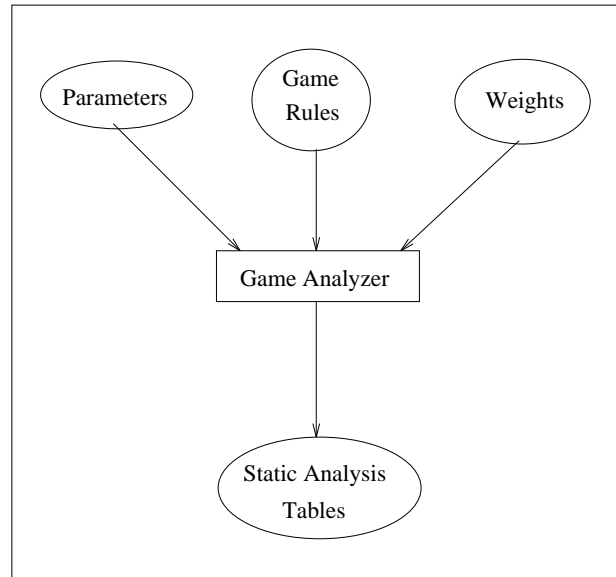 Parameters
Game
Rules
Weights
Game Analyzer
Static Analysis
Tables